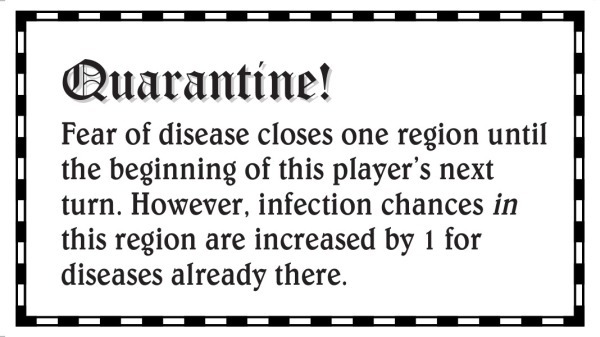 Quarantine!
Fear of disease closes one region until
the beginning of this player's next
turn. However, infection chances in
this region are increased by 1 for
diseases already there.